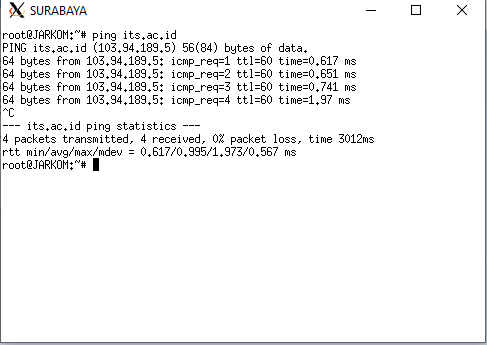 SURABAYA
root@JARKOM:~# ping its.ac.id
PING its.ac.id (103.94.189.5) 56(84) bytes of data.
64 bytes from 103.94.189.5: icmp_req=1 ttl=60 time=0.617 ms
64 bytes from 103.94.189.5: icmp_req=2 ttl=60 time=0.651 ms
64 bytes from 103.94.189.5: icmp_req=3 ttl=60 time=0.741 ms
64 bytes from 103.94.189.5: icmp_req=4 ttl=60 time=1.97 ms
^C
--- its.ac.id ping statistics ---
4 packets transmitted, 4 received, 0% packet loss, time 3012ms
rtt min/avg/max/mdev = 0.617/0.995/1.973/0.567 ms
root@JARKOM:~#